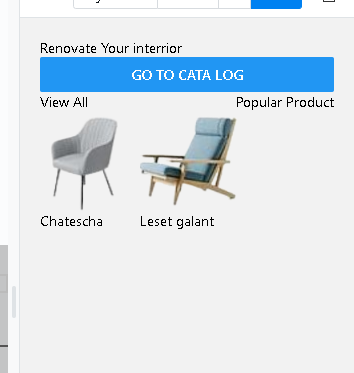 Renovate Your interrior
GO TO CATA LOG
View All Popular Product
Chatescha Leset galant